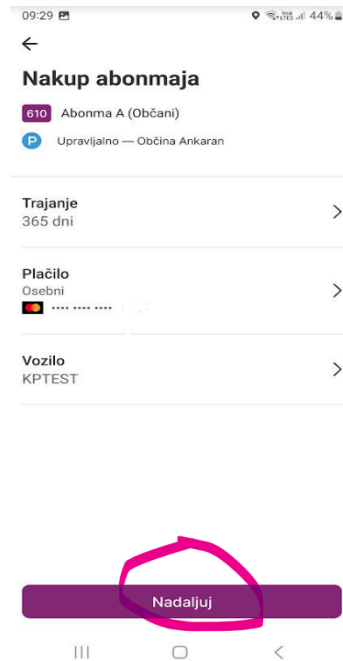 09:29 44%
Nakup abonmaja
610 Abonma A (Občani)
P Upravljalno — Občina Ankaran
Trajanje
365 dni
Plačilo
Osebni
•••• •••• ••••
Vozilo
KPTEST
Nadaljuj